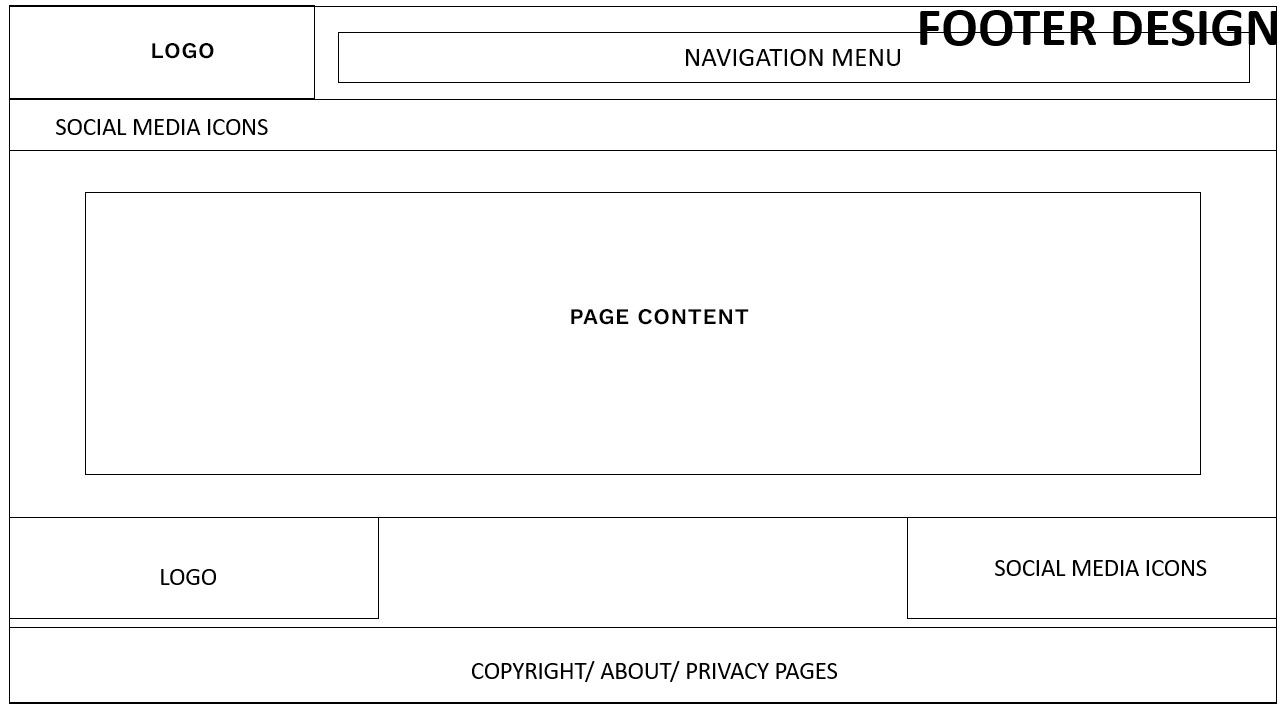 FOOTER DESIGN
LOGO
NAVIGATION MENU
SOCIAL MEDIA ICONS
PAGE CONTENT
LOGO
SOCIAL MEDIA ICONS
COPYRIGHT/ ABOUT/ PRIVACY PAGES